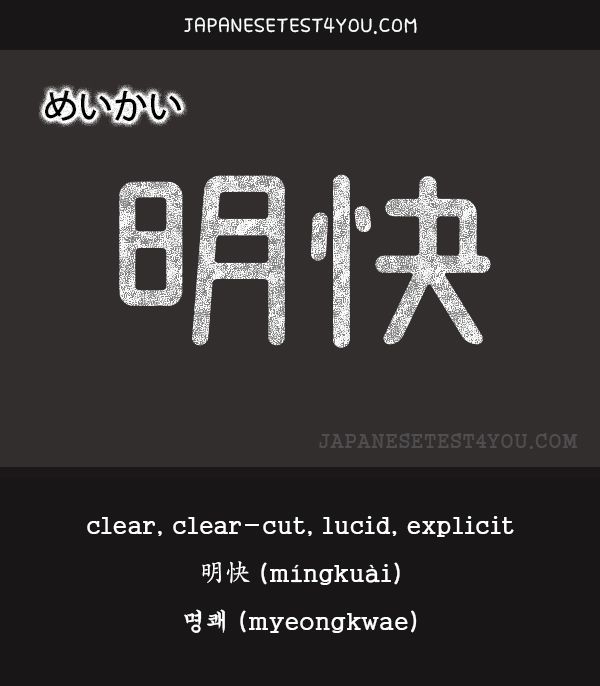 JAPANESETEST4YOU.COM
めいかい
明快
JAPANESETEST4YOU.COM
clear, clear-cut, lucid, explicit
明快 (míngkuài)
명쾌 (myeongkwae)